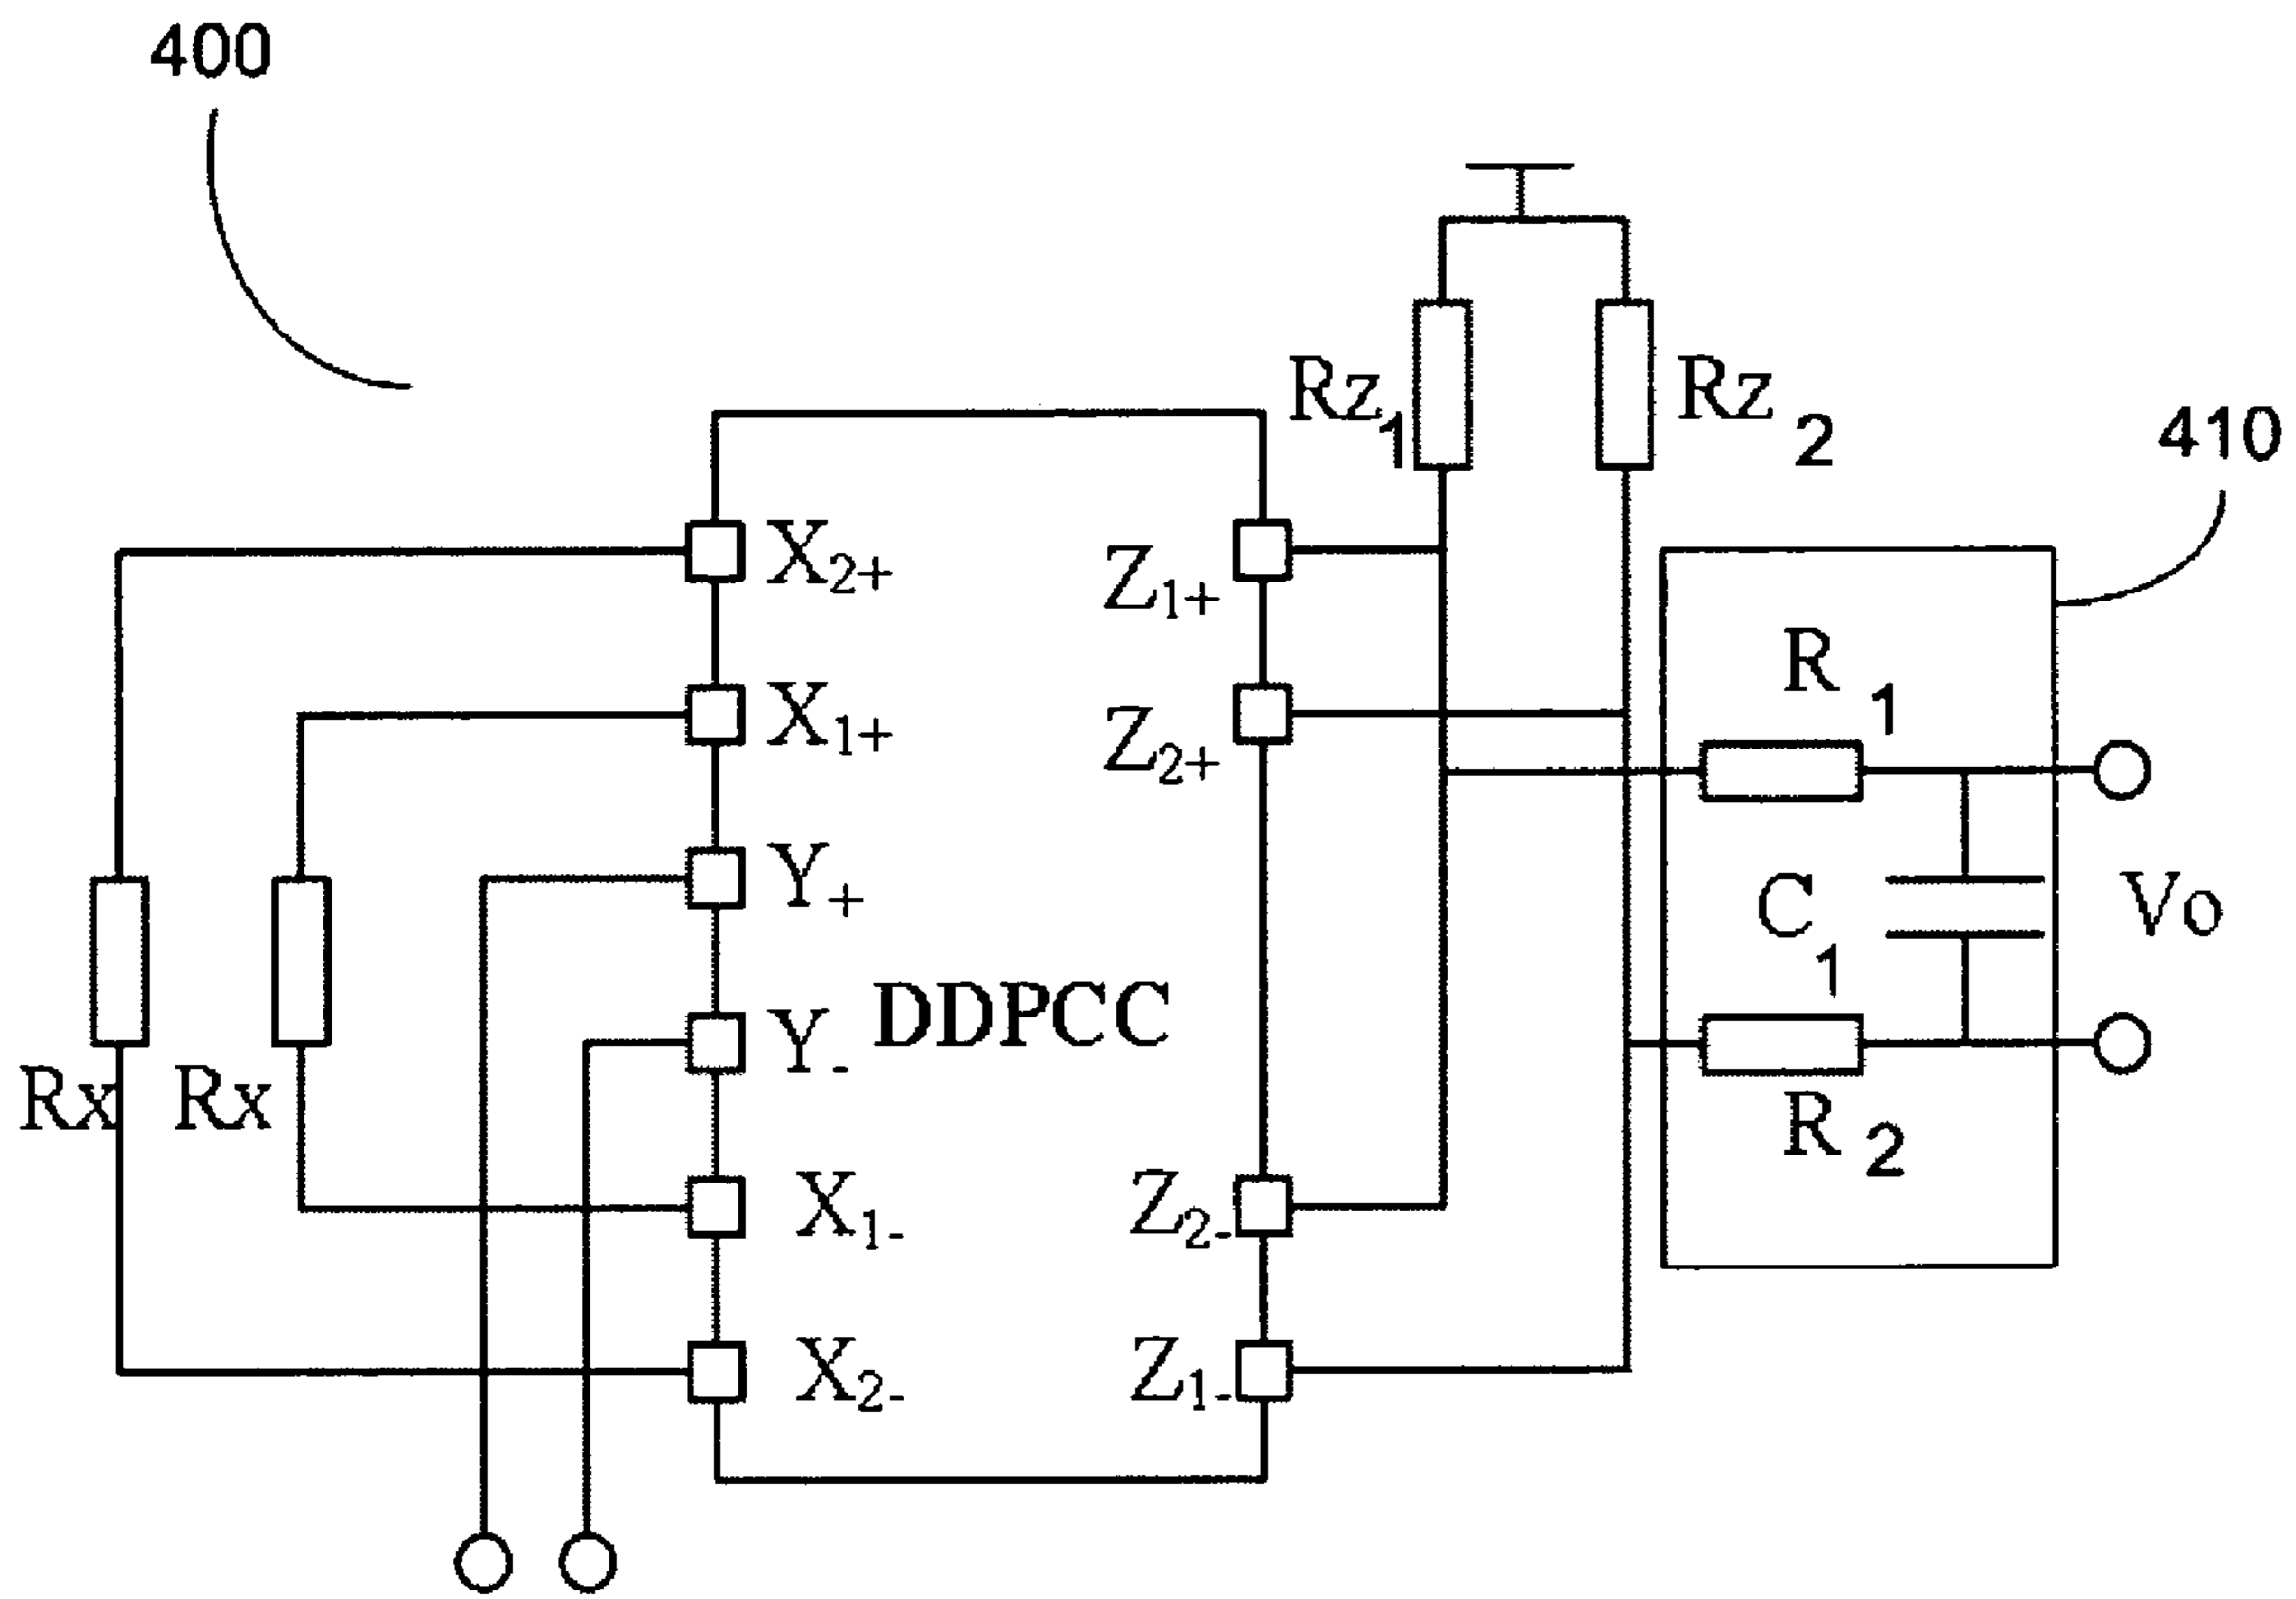 400
Rz1
Rz2
410
X2+
Z1+
X1+
Z2+
R1
Y+
C1
Vo
Y-
DDPCC
Rx
Rx
R2
X1-
Z2-
X2-
Z1-